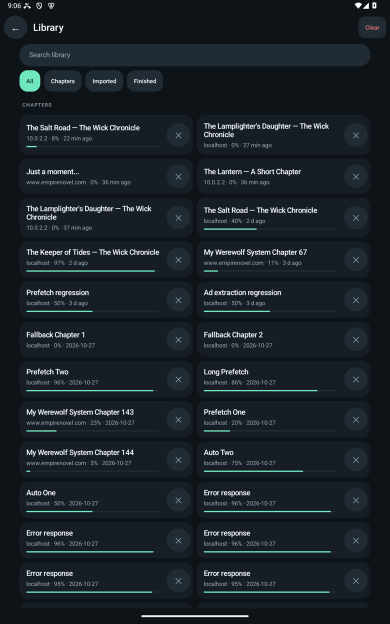 9:06
← Library
Clear
Search library
All
Chapters
Imported
Finished
CHAPTERS
The Salt Road — The Wick Chronicle
10.0.2.2 · 8% · 22 min ago
The Lamplighter's Daughter — The Wick
Chronicle
localhost · 0% · 27 min ago
Just a moment...
www.empirenovel.com · 0% · 36 min ago
The Lantern — A Short Chapter
10.0.2.2 · 0% · 36 min ago
The Lamplighter's Daughter — The Wick
Chronicle
10.0.2.2 · 0% · 37 min ago
The Salt Road — The Wick Chronicle
localhost · 40% · 2 d ago
The Keeper of Tides — The Wick Chronicle
localhost · 97% · 2 d ago
My Werewolf System Chapter 67
www.empirenovel.com · 11% · 3 d ago
Prefetch regression
localhost · 50% · 3 d ago
Ad extraction regression
localhost · 50% · 3 d ago
Fallback Chapter 1
localhost · 0% · 2026-10-27
Fallback Chapter 2
localhost · 0% · 2026-10-27
Prefetch Two
localhost · 96% · 2026-10-27
Long Prefetch
localhost · 86% · 2026-10-27
My Werewolf System Chapter 143
www.empirenovel.com · 23% · 2026-10-27
Prefetch One
localhost · 20% · 2026-10-27
My Werewolf System Chapter 144
www.empirenovel.com · 3% · 2026-10-27
Auto Two
localhost · 75% · 2026-10-27
Auto One
localhost · 50% · 2026-10-27
Error response
localhost · 96% · 2026-10-27
Error response
localhost · 96% · 2026-10-27
Error response
localhost · 96% · 2026-10-27
Error response
localhost · 95% · 2026-10-27
Error response
localhost · 95% · 2026-10-27